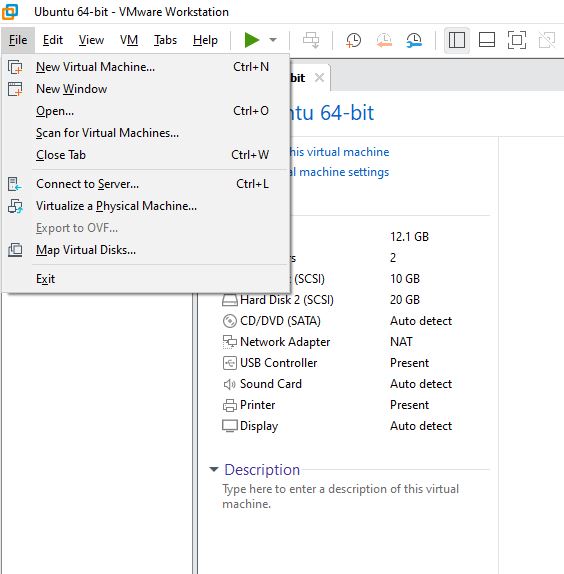 Ubuntu 64-bit - VMware Workstation
File Edit View VM Tabs Help
New Virtual Machine... Ctrl+N
New Window
Open... Ctrl+O
Scan for Virtual Machines...
Close Tab Ctrl+W
Connect to Server... Ctrl+L
Virtualize a Physical Machine...
Export to OVF...
Map Virtual Disks...
Exit
bit
ntu 64-bit
his virtual machine
machine settings
12.1 GB
rs 2
(SCSI) 10 GB
Hard Disk 2 (SCSI) 20 GB
CD/DVD (SATA) Auto detect
Network Adapter NAT
USB Controller Present
Sound Card Auto detect
Printer Present
Display Auto detect
Description
Type here to enter a description of this virtual
machine.